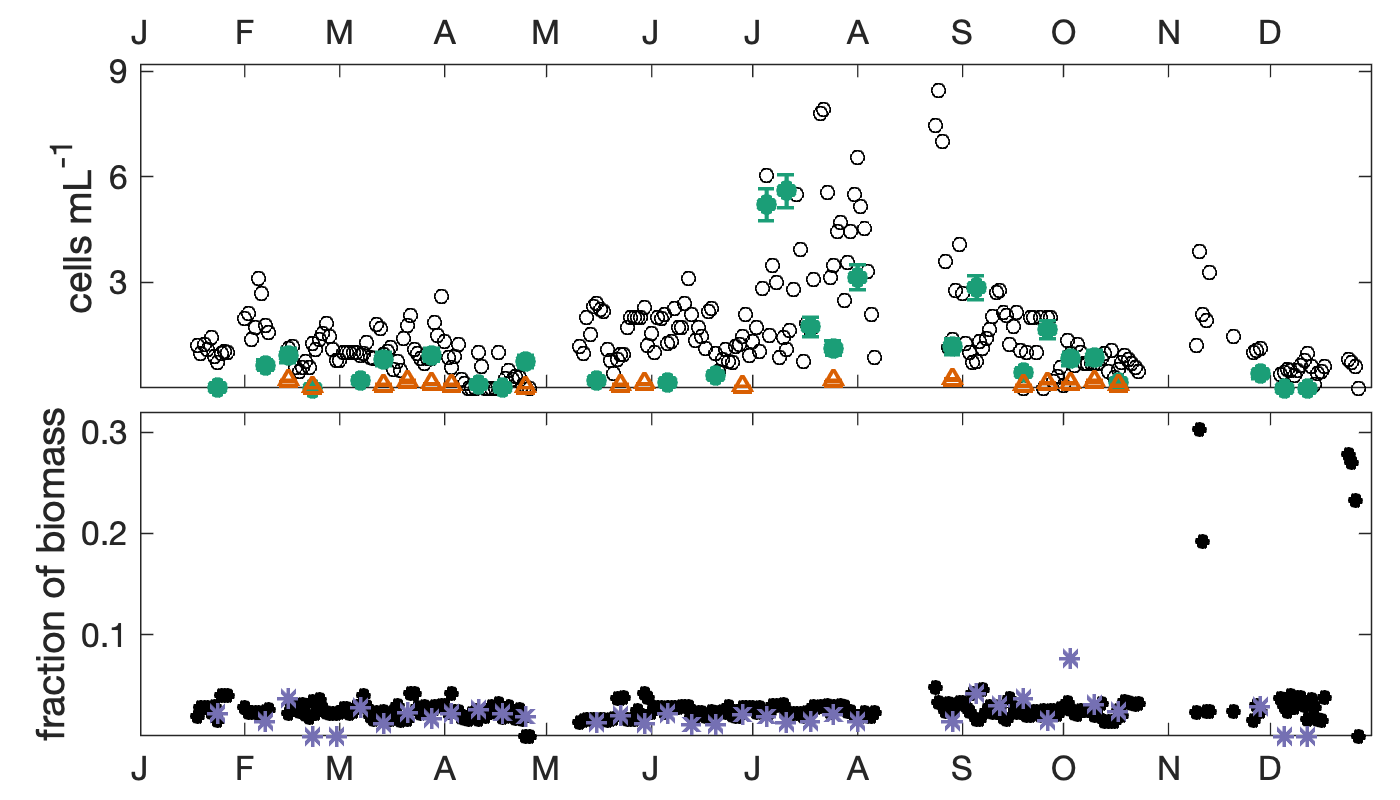 J F M A M J J A S O N D
9
6
3
cells mL-1
0.3
0.2
0.1
fraction of biomass
J F M A M J J A S O N D